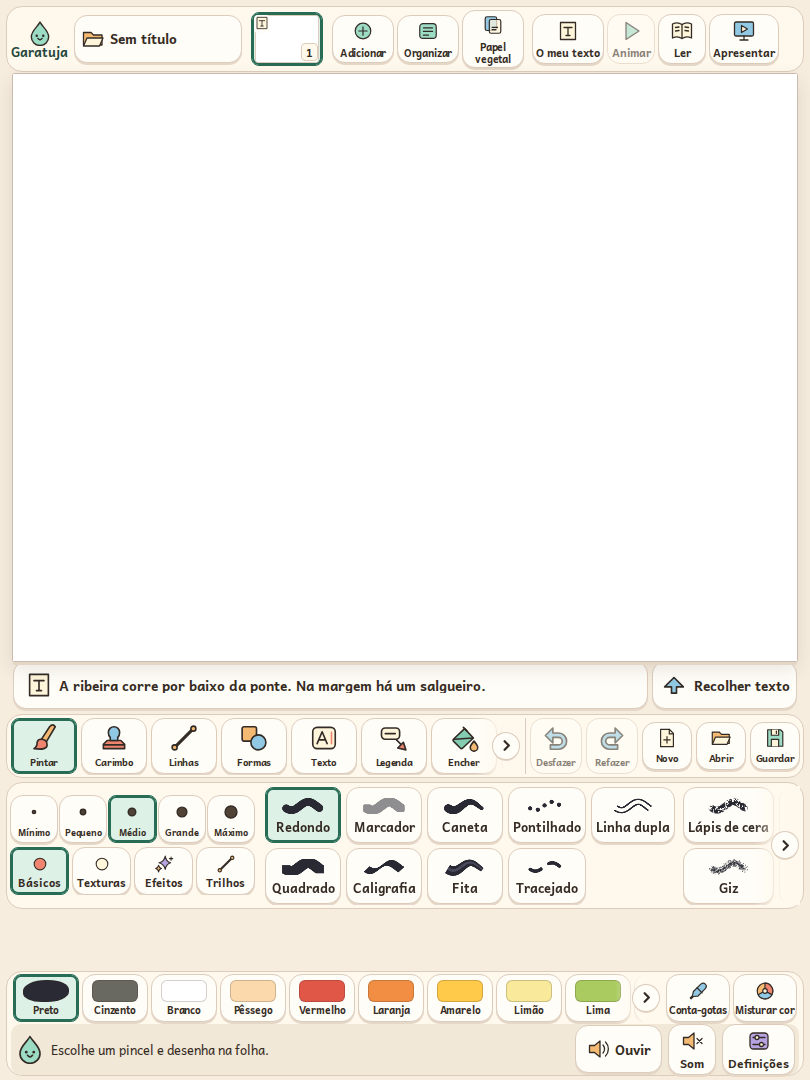 Garatuja
Sem título
1
Adicionar
Organizar
Papel
vegetal
O meu texto
Animar
Ler
Apresentar
A ribeira corre por baixo da ponte. Na margem há um salgueiro.
Recolher texto
Pintar
Carimbo
Linhas
Formas
Texto
Legenda
Encher
Desfazer
Refazer
Novo
Abrir
Guardar
Mínimo
Pequeno
Médio
Grande
Máximo
Básicos
Texturas
Efeitos
Trilhos
Redondo
Marcador
Caneta
Pontilhado
Linha dupla
Lápis de cera
Quadrado
Caligrafia
Fita
Tracejado
Giz
Preto
Cinzento
Branco
Pêssego
Vermelho
Laranja
Amarelo
Limão
Lima
Conta-gotas
Misturar cor
Escolhe um pincel e desenha na folha.
Ouvir
Som
Definições